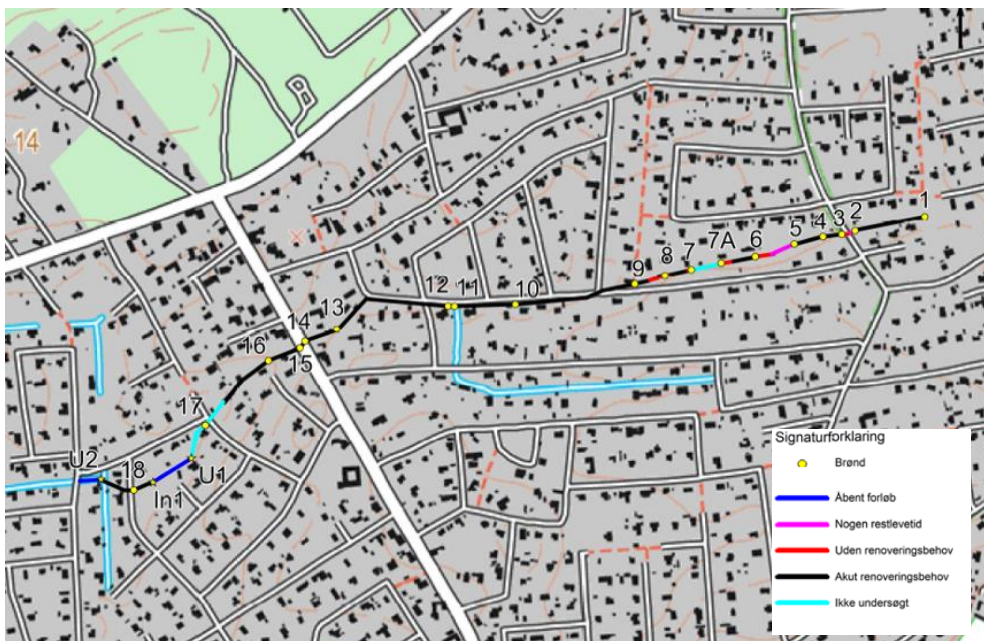 14
1
2
3
4
5
6
7A
7
8
9
10
11
12
13
14
15
16
17
U1
In1
18
U2
Signaturforklaring
Brønd
Åbent forløb
Nogen restlevetid
Uden renoveringsbehov
Akut renoveringsbehov
Ikke undersøgt